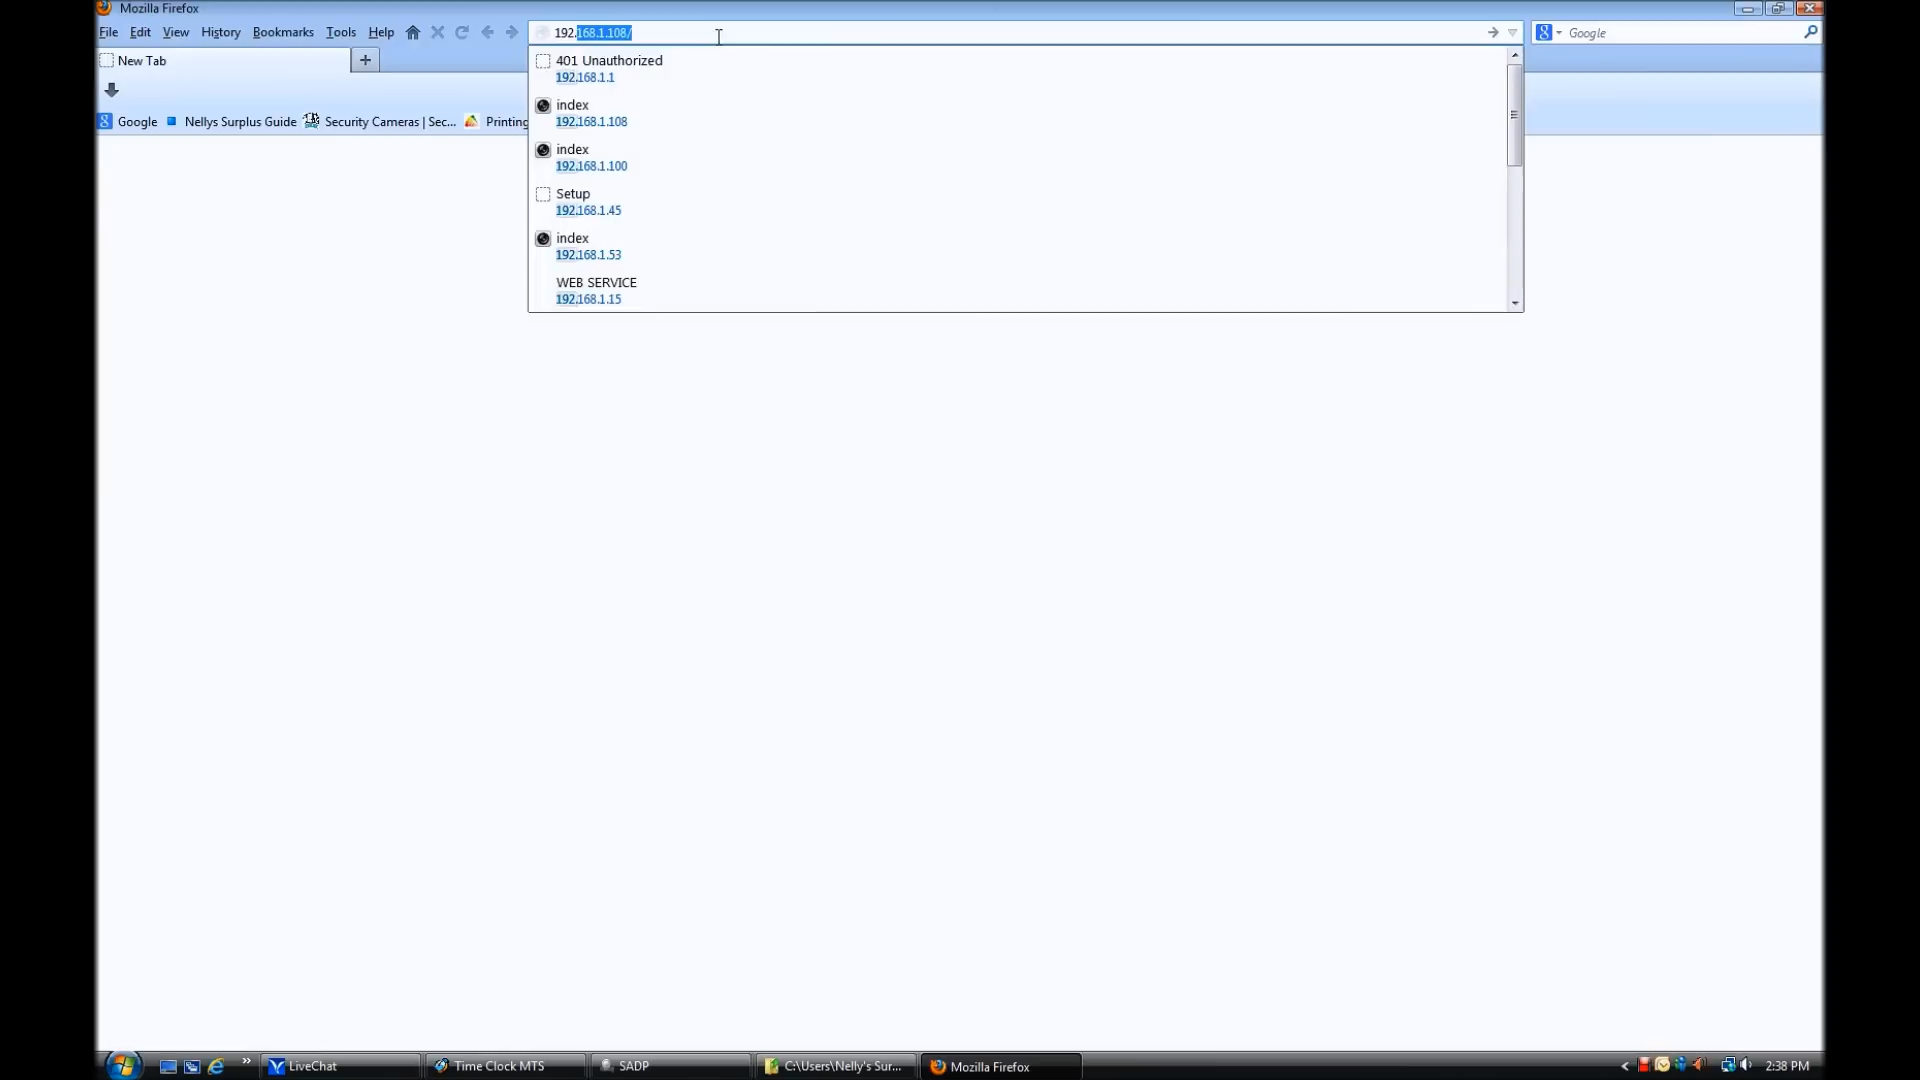 Mozilla Firefox
File Edit View History Bookmarks Tools Help
192.168.1.108/
Google
New Tab
401 Unauthorized
192.168.1.1
index
192.168.1.108
Google Nellys Surplus Guide Security Cameras | Sec... Printing
index
192.168.1.100
Setup
192.168.1.45
index
192.168.1.53
WEB SERVICE
192.168.1.15
LiveChat
Time Clock MTS
SADP
C:\Users\Nelly's Sur...
Mozilla Firefox
2:38 PM